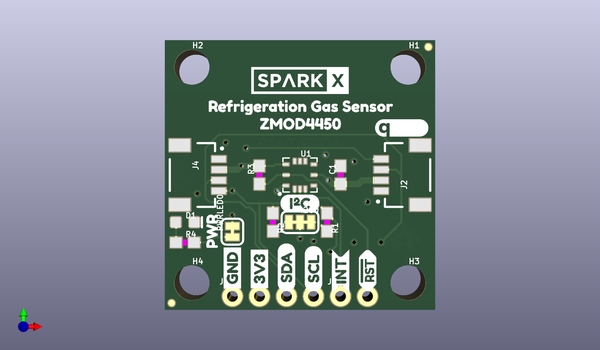 H2
H1
SPARK X
Refrigeration Gas Sensor
ZMOD4450
q
U1
J4
R3
C1
J2
I²C
PWR
R4
R1
H4
H3
GND
3V3
SDA
SCL
INT
RST